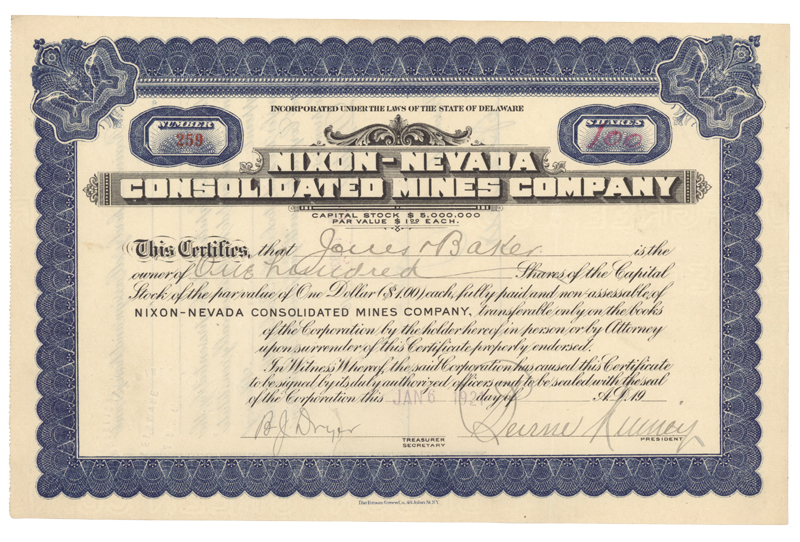 INCORPORATED UNDER THE LAWS OF THE STATE OF DELAWARE
NUMBER
259
SHARES
100
NIXON-NEVADA
CONSOLIDATED MINES COMPANY
CAPITAL STOCK $5,000,000
PAR VALUE $1.00 EACH.
This Certifies, that Jones & Baker is the
owner of One hundred Shares of the Capital
Stock of the par value of One Dollar ($1.00) each, fully paid and non assessable, of
NIXON-NEVADA CONSOLIDATED MINES COMPANY, transferable only on the books
of the Corporation by the holder hereof in person or by Attorney
upon surrender of this Certificate properly endorsed.
In Witness Whereof, the said Corporation has caused this Certificate
to be signed by its duly authorized officers and to be sealed with the seal
of the Corporation this JAN 6 day of A.D. 19
B J Dryer
TREASURER
SECRETARY
PRESIDENT